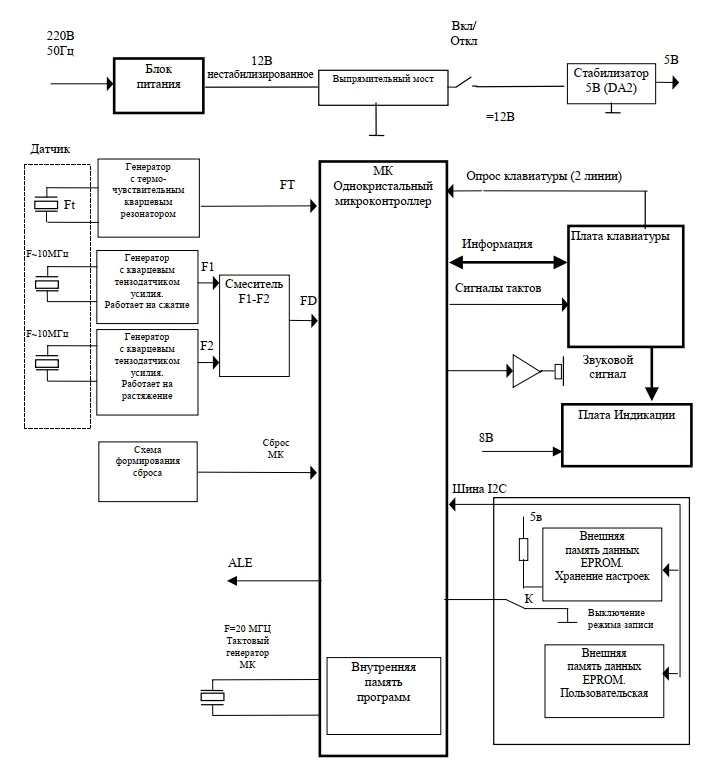 220В
50Гц
Блок
питания
12В
нестабилизированное
Выпрямительный мост
Вкл/
Откл
=12В
Стабилизатор
5В (DA2)
5В
Датчик
Ft
Генератор
с термо-
чувствительным
кварцевым
резонатором
FT
F~10МГц
Генератор
с кварцевым
тензодатчиком
усилия.
Работает на сжатие
F1
Смеситель
F1-F2
FD
F~10МГц
Генератор
с кварцевым
тензодатчиком
усилия.
Работает на
растяжение
F2
Схема
формирования
сброса
Сброс
МК
ALE
F=20 МГЦ
Тактовый
генератор
МК
МК
Однокристальный
микроконтроллер
Внутренняя
память
программ
Опрос клавиатуры (2 линии)
Информация
Сигналы тактов
Плата клавиатуры
Звуковой
сигнал
Плата Индикации
8В
Шина I2C
5в
Внешняя
память данных
EPROM.
Хранение настроек
К
Выключение
режима записи
Внешняя
память данных
EPROM.
Пользовательская